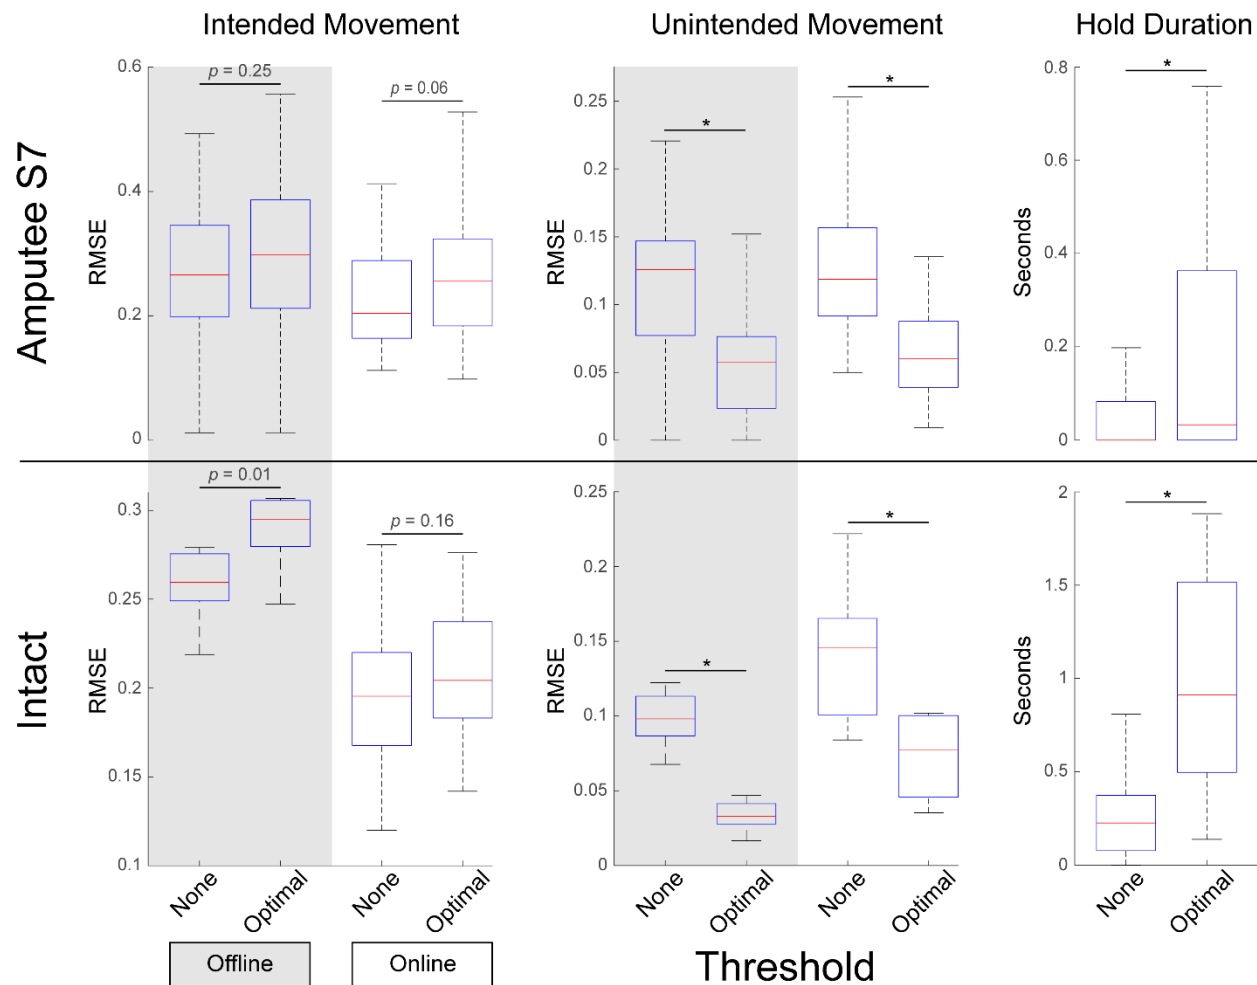 Intended Movement
Unintended Movement
Hold Duration
Amputee S7
RMSE
0.6
0.4
0.2
0
p = 0.25
p = 0.06
RMSE
0.25
0.2
0.15
0.1
0.05
0
*
*
Seconds
0.8
0.6
0.4
0.2
0
*
Intact
RMSE
0.3
0.25
0.2
0.15
0.1
p = 0.01
p = 0.16
RMSE
0.25
0.2
0.15
0.1
0.05
0
*
*
Seconds
2
1.5
1
0.5
0
*
None
Optimal
None
Optimal
None
Optimal
None
Optimal
None
Optimal
Offline
Online
Threshold